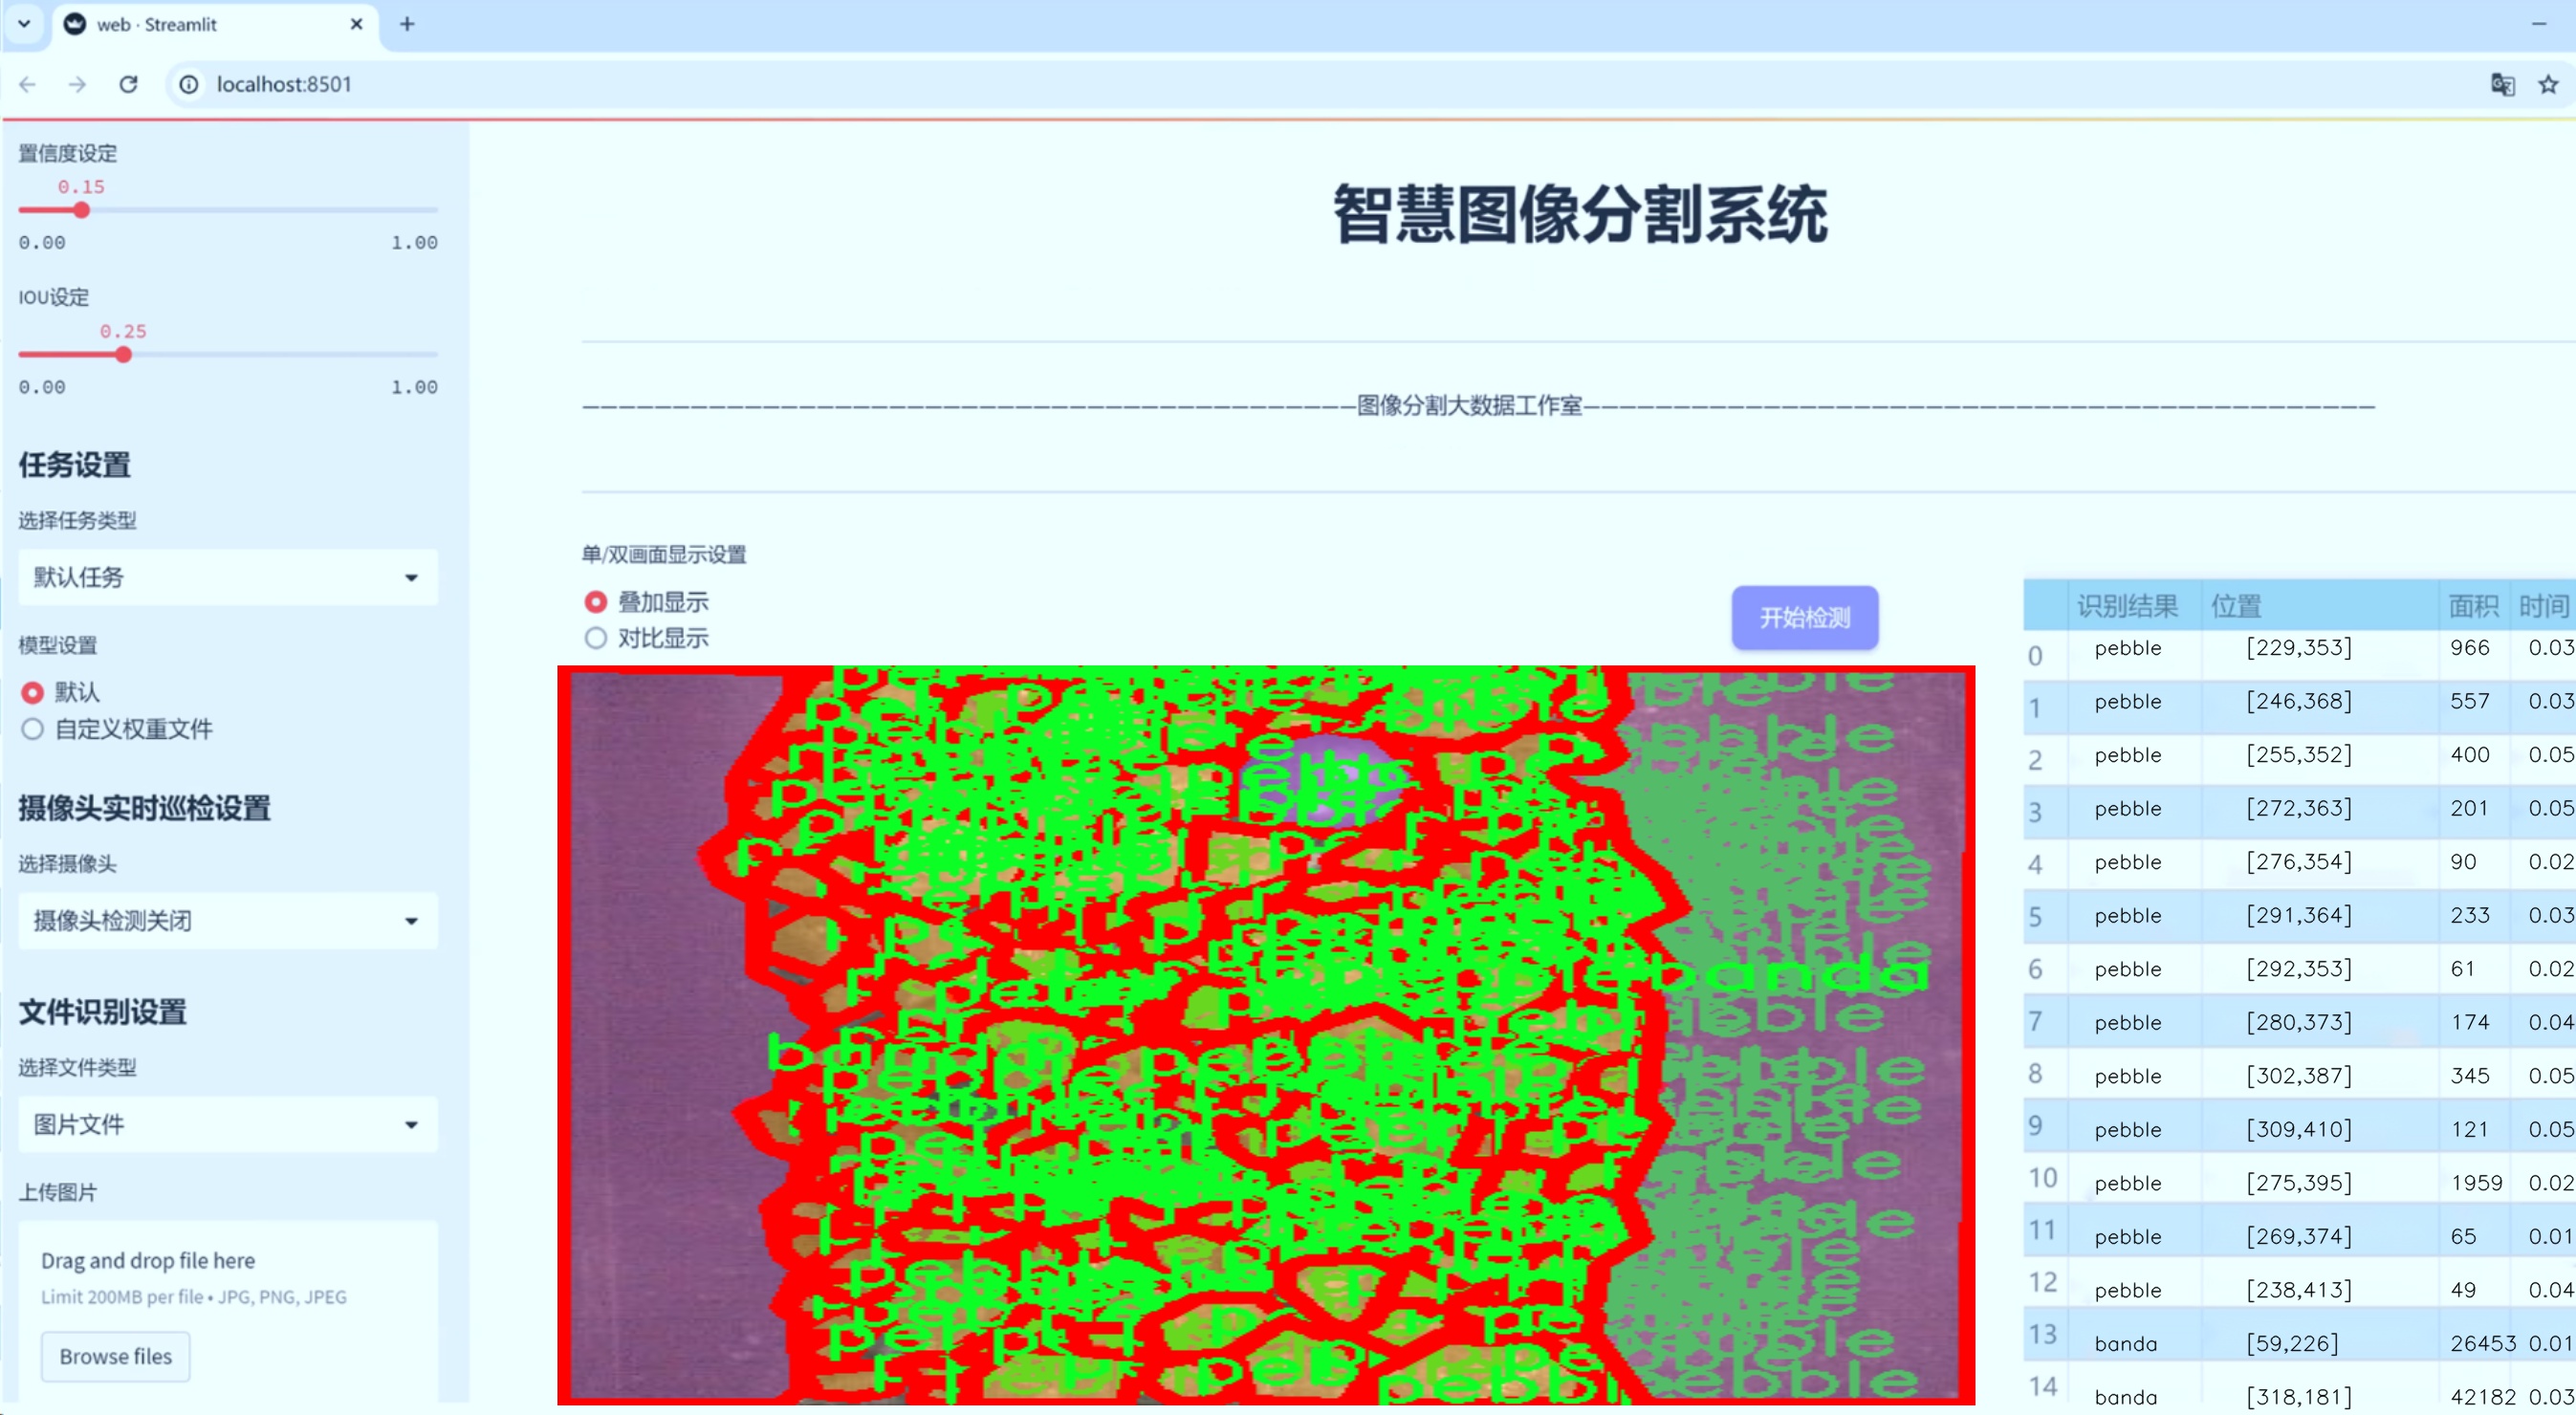 web · Streamlit
localhost:8501
置信度设定
0.15
0.00 1.00
IOU设定
0.25
0.00 1.00
任务设置
选择任务类型
默认任务
模型设置
默认
自定义权重文件
摄像头实时巡检设置
选择摄像头
摄像头检测关闭
文件识别设置
选择文件类型
图片文件
上传图片
Drag and drop file here
Limit 200MB per file • JPG, PNG, JPEG
Browse files
智慧图像分割系统
图像分割大数据工作室
单/双画面显示设置
叠加显示
对比显示
开始检测
banda
识别结果 位置 面积 时间
0 pebble [229,353] 966 0.03
1 pebble [246,368] 557 0.03
2 pebble [255,352] 400 0.05
3 pebble [272,363] 201 0.05
4 pebble [276,354] 90 0.02
5 pebble [291,364] 233 0.03
6 pebble [292,353] 61 0.02
7 pebble [280,373] 174 0.04
8 pebble [302,387] 345 0.05
9 pebble [309,410] 121 0.05
10 pebble [275,395] 1959 0.02
11 pebble [269,374] 65 0.01
12 pebble [238,413] 49 0.04
13 banda [59,226] 26453 0.01
14 banda [318,181] 42182 0.03